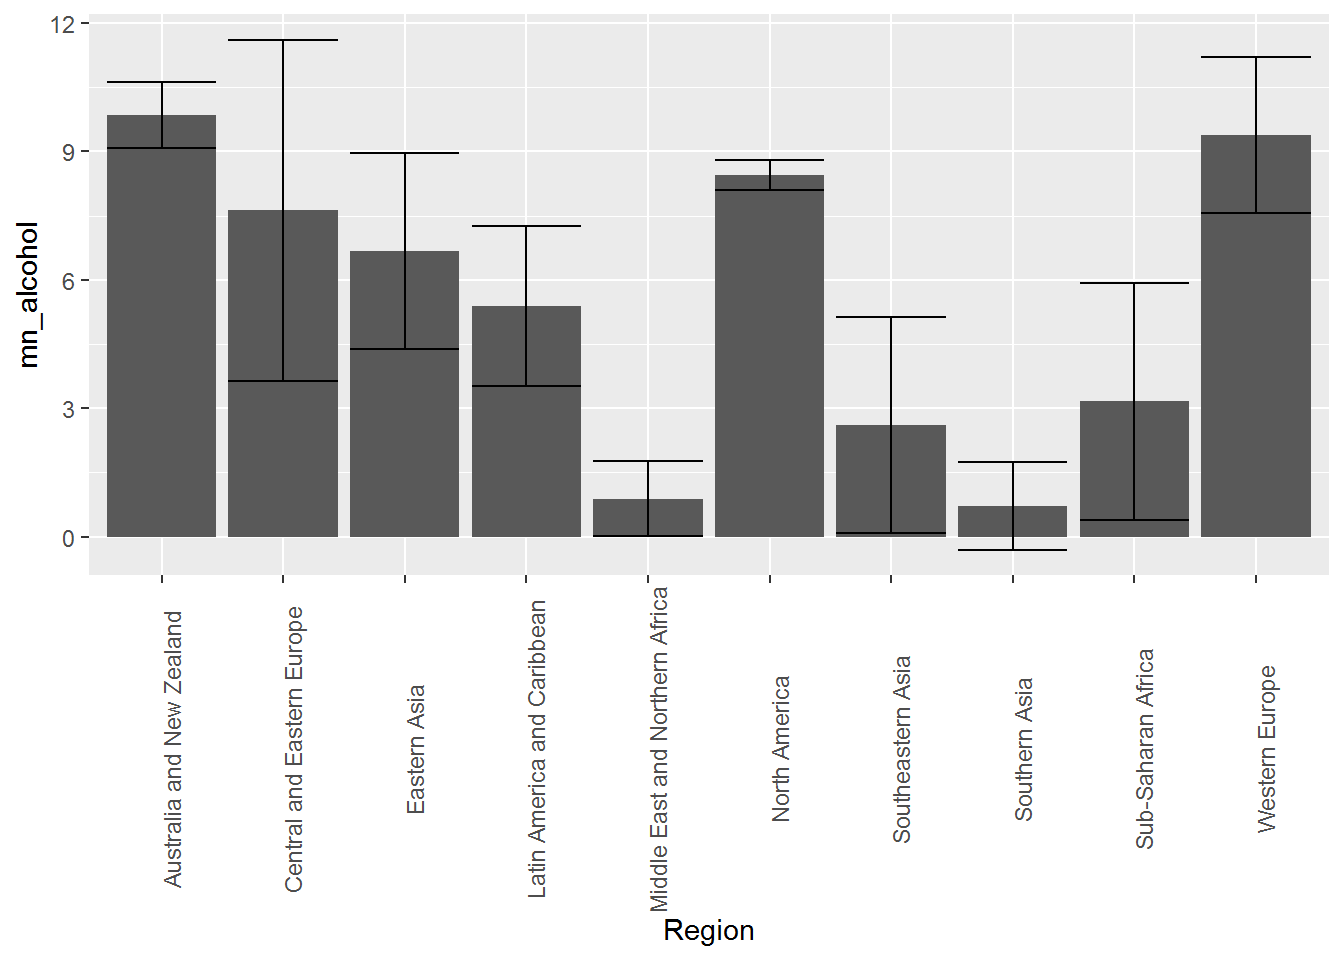 12
9
6
3
0
mn_alcohol
Australia and New Zealand
Central and Eastern Europe
Eastern Asia
Latin America and Caribbean
Middle East and Northern Africa
North America
Southeastern Asia
Southern Asia
Sub-Saharan Africa
Western Europe
Region